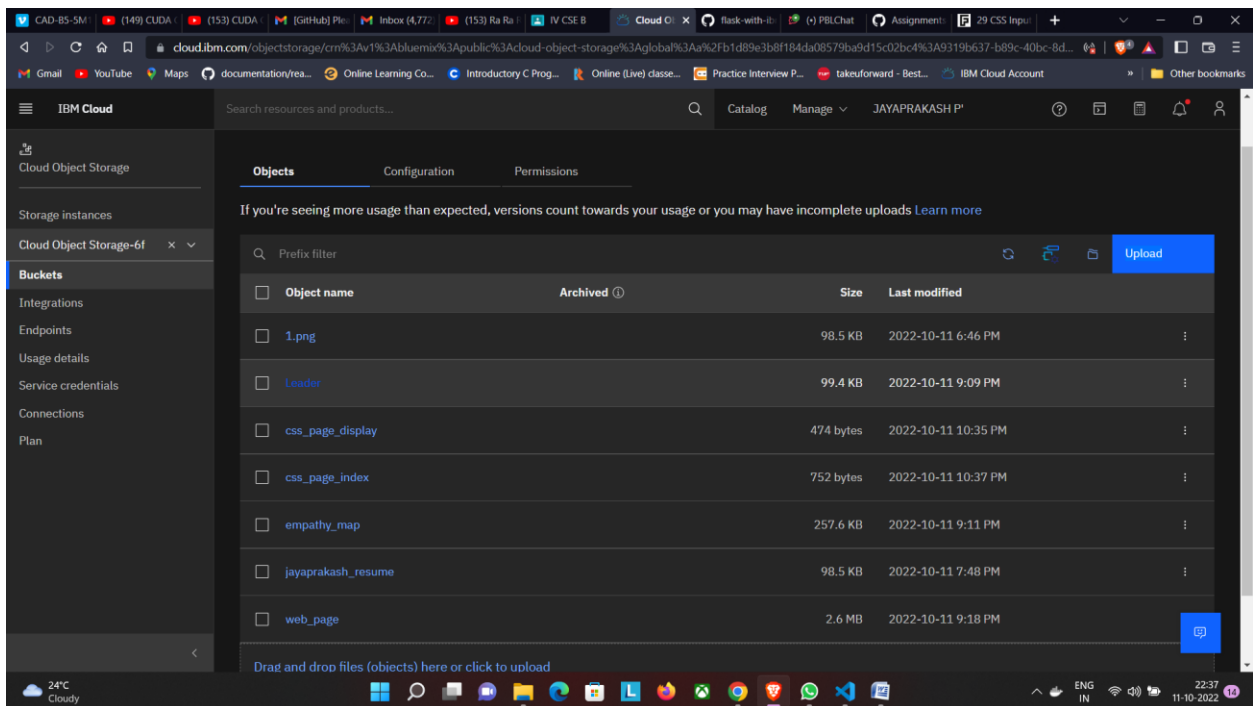 CAD-B5-5M1
(149) CUDA (
(153) CUDA (
[GitHub] Plea
Inbox (4,772
(153) Ra Ra R
IV CSE B
Cloud Ob
flask-with-ib
(•) PBLChat
Assignments
29 CSS Input
cloud.ibm.com/objectstorage/crn%3Av1%3Abluemix%3Apublic%3Acloud-object-storage%3Aglobal%3Aa%2Fb1d89e3b8f184da08579ba9d15c02bc4%3A9319b637-b89c-40bc-8d...
Gmail
YouTube
Maps
documentation/rea...
Online Learning Co...
Introductory C Prog...
Online (Live) classe...
Practice Interview P...
takeuforward - Best...
IBM Cloud Account
»
Other bookmarks
IBM Cloud
Search resources and products...
Catalog
Manage
JAYAPRAKASH P'
Cloud Object Storage
Storage instances
Cloud Object Storage-6f
Buckets
Integrations
Endpoints
Usage details
Service credentials
Connections
Plan
Objects
Configuration
Permissions
If you're seeing more usage than expected, versions count towards your usage or you may have incomplete uploads Learn more
Prefix filter
Upload
Object name Archived Size Last modified
1.png 98.5 KB 2022-10-11 6:46 PM
Leader 99.4 KB 2022-10-11 9:09 PM
css_page_display 474 bytes 2022-10-11 10:35 PM
css_page_index 752 bytes 2022-10-11 10:37 PM
empathy_map 257.6 KB 2022-10-11 9:11 PM
jayaprakash_resume 98.5 KB 2022-10-11 7:48 PM
web_page 2.6 MB 2022-10-11 9:18 PM
Drag and drop files (objects) here or click to upload
24°C
Cloudy
ENG
IN
22:37
11-10-2022
14